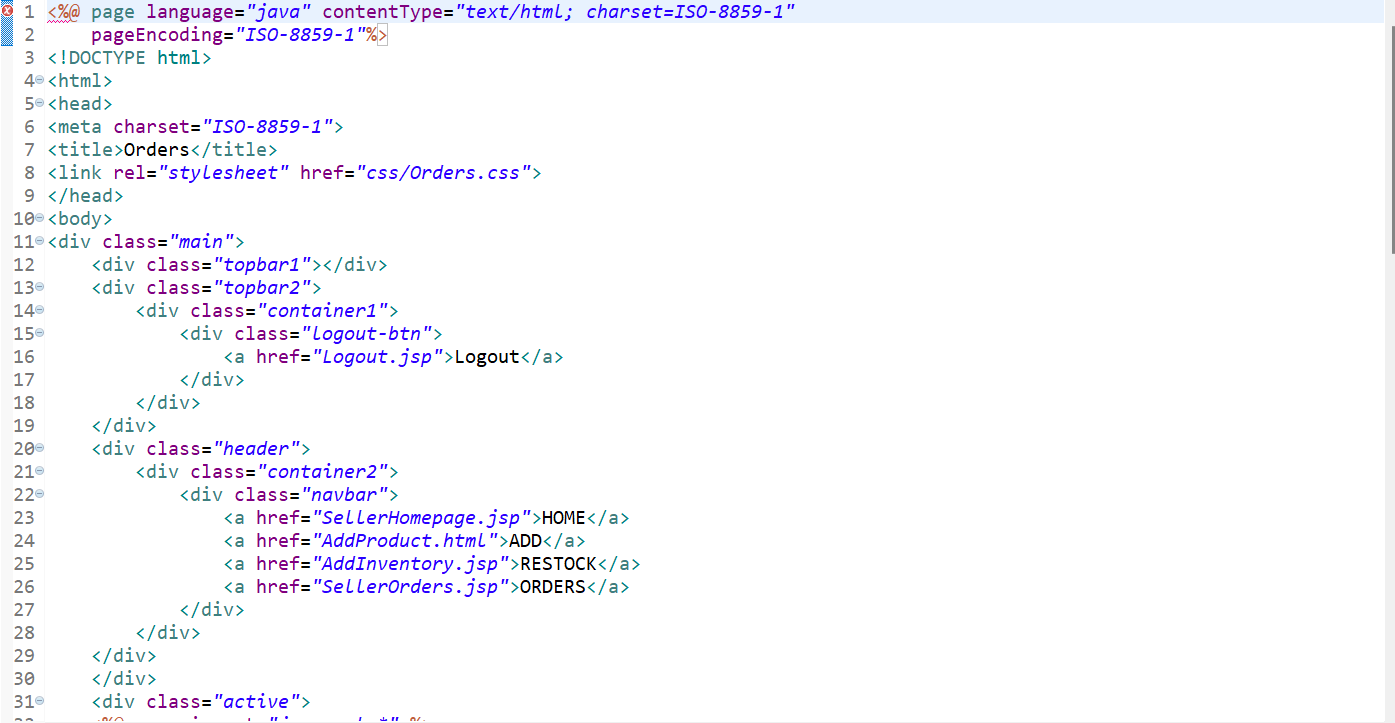 1 <%@ page language="java" contentType="text/html; charset=ISO-8859-1"
2     pageEncoding="ISO-8859-1"%>
3 <!DOCTYPE html>
4 <html>
5 <head>
6 <meta charset="ISO-8859-1">
7 <title>Orders</title>
8 <link rel="stylesheet" href="css/Orders.css">
9 </head>
10 <body>
11 <div class="main">
12     <div class="topbar1"></div>
13     <div class="topbar2">
14         <div class="container1">
15             <div class="logout-btn">
16                 <a href="Logout.jsp">Logout</a>
17             </div>
18         </div>
19     </div>
20     <div class="header">
21         <div class="container2">
22             <div class="navbar">
23                 <a href="SellerHomepage.jsp">HOME</a>
24                 <a href="AddProduct.html">ADD</a>
25                 <a href="AddInventory.jsp">RESTOCK</a>
26                 <a href="SellerOrders.jsp">ORDERS</a>
27             </div>
28         </div>
29     </div>
30     </div>
31     <div class="active">